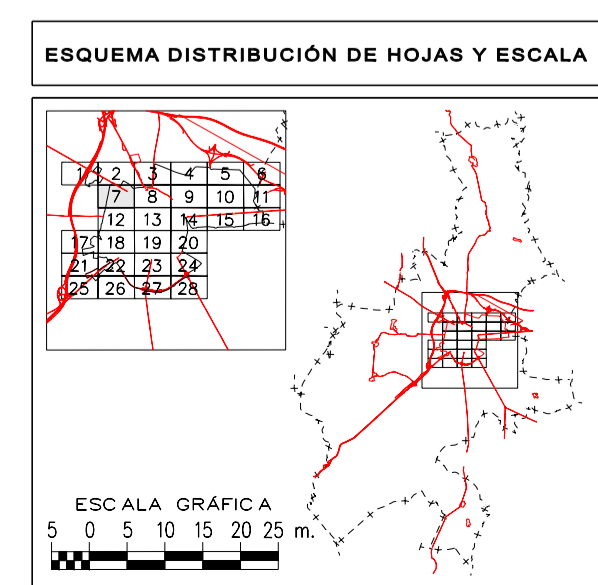 ESQUEMA DISTRIBUCIÓN DE HOJAS Y ESCALA
1 2 3 4 5 6
7 8 9 10 11
12 13 14 15 16
17 18 19 20
21 22 23 24
25 26 27 28
ESCALA GRÁFICA
5 0 5 10 15 20 25 m.